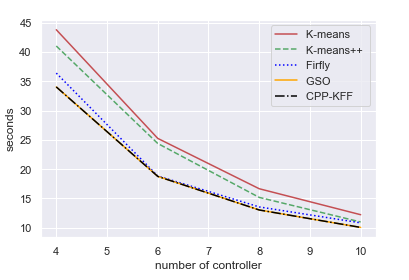 45
40
35
30
25
20
15
10
seconds
K-means
K-means++
Firfly
GSO
CPP-KFF
4 5 6 7 8 9 10
number of controller